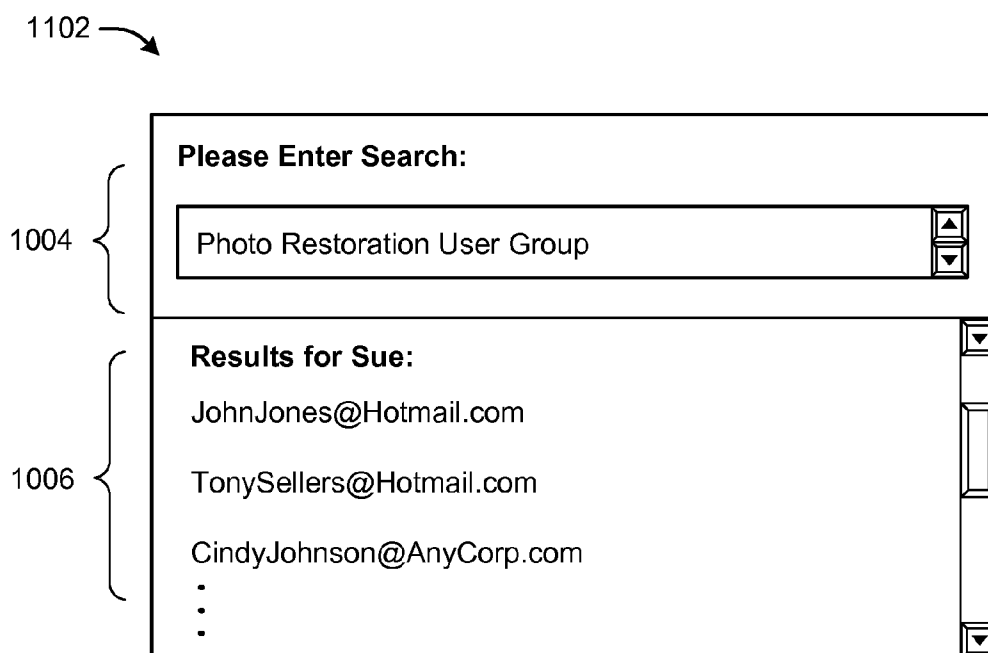 1102
Please Enter Search:
1004
Photo Restoration User Group
Results for Sue:
JohnJones@Hotmail.com
1006
TonySellers@Hotmail.com
CindyJohnson@AnyCorp.com